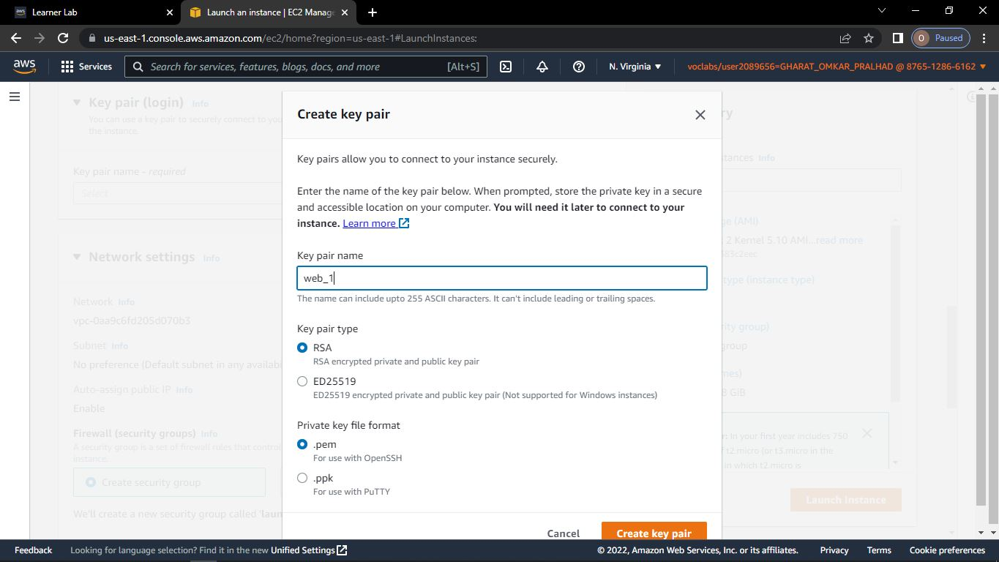 Learner Lab
Launch an instance | EC2 Manage
us-east-1.console.aws.amazon.com/ec2/home?region=us-east-1#LaunchInstances:
O Paused
aws
Services
Search for services, features, blogs, docs, and more [Alt+S]
N. Virginia
voclabs/user2089656=GHARAT_OMKAR_PRALHAD @ 8765-1286-6162
Key pair (login) Info
You can use a key pair to securely connect to you
the instance.
Key pair name - required
Select
Network settings Info
Network Info
vpc-0aa9c6fd205d070b3
Subnet Info
No preference (Default subnet in any availabi
Auto-assign public IP Info
Enable
Firewall (security groups) Info
A security group is a set of firewall rules that control
instance.
Create security group
We'll create a new security group called 'laun
Create key pair
Key pairs allow you to connect to your instance securely.
Enter the name of the key pair below. When prompted, store the private key in a secure
and accessible location on your computer. You will need it later to connect to your
instance. Learn more
Key pair name
web_1
The name can include upto 255 ASCII characters. It can't include leading or trailing spaces.
Key pair type
RSA
RSA encrypted private and public key pair
ED25519
ED25519 encrypted private and public key pair (Not supported for Windows instances)
Private key file format
.pem
For use with OpenSSH
.ppk
For use with PuTTY
Cancel
Create key pair
ry
stances Info
ge (AMI)
2 Kernel 5.10 AMI...read more
383c2eec
type (instance type)
rity group)
group
mes)
8 GiB
r: In your first year includes 750
f t2.micro (or t3.micro in the
in which t2.micro is
Launch instance
Feedback
Looking for language selection? Find it in the new Unified Settings
© 2022, Amazon Web Services, Inc. or its affiliates.
Privacy
Terms
Cookie preferences